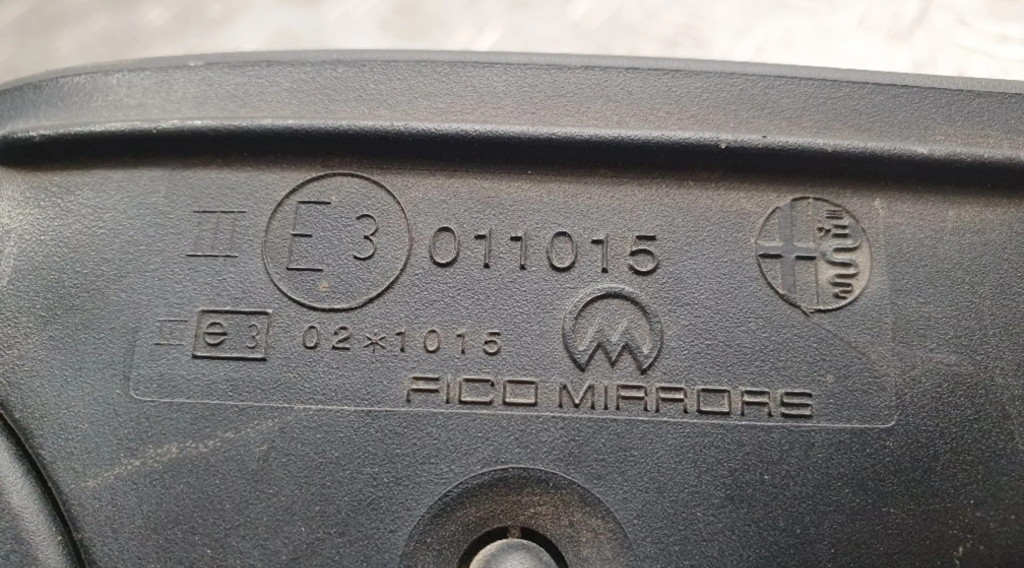 III E3 011015
II e3 02*1015
FICO MIRRORS